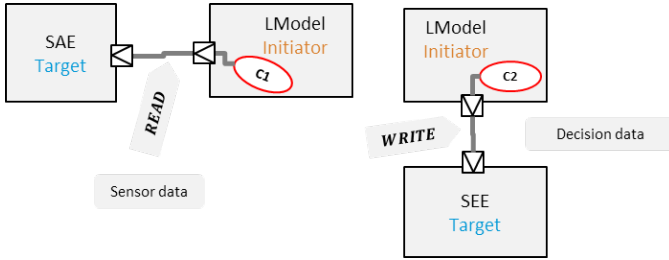 SAE
Target
LModel
Initiator
C1
READ
Sensor data
LModel
Initiator
C2
WRITE
Decision data
SEE
Target